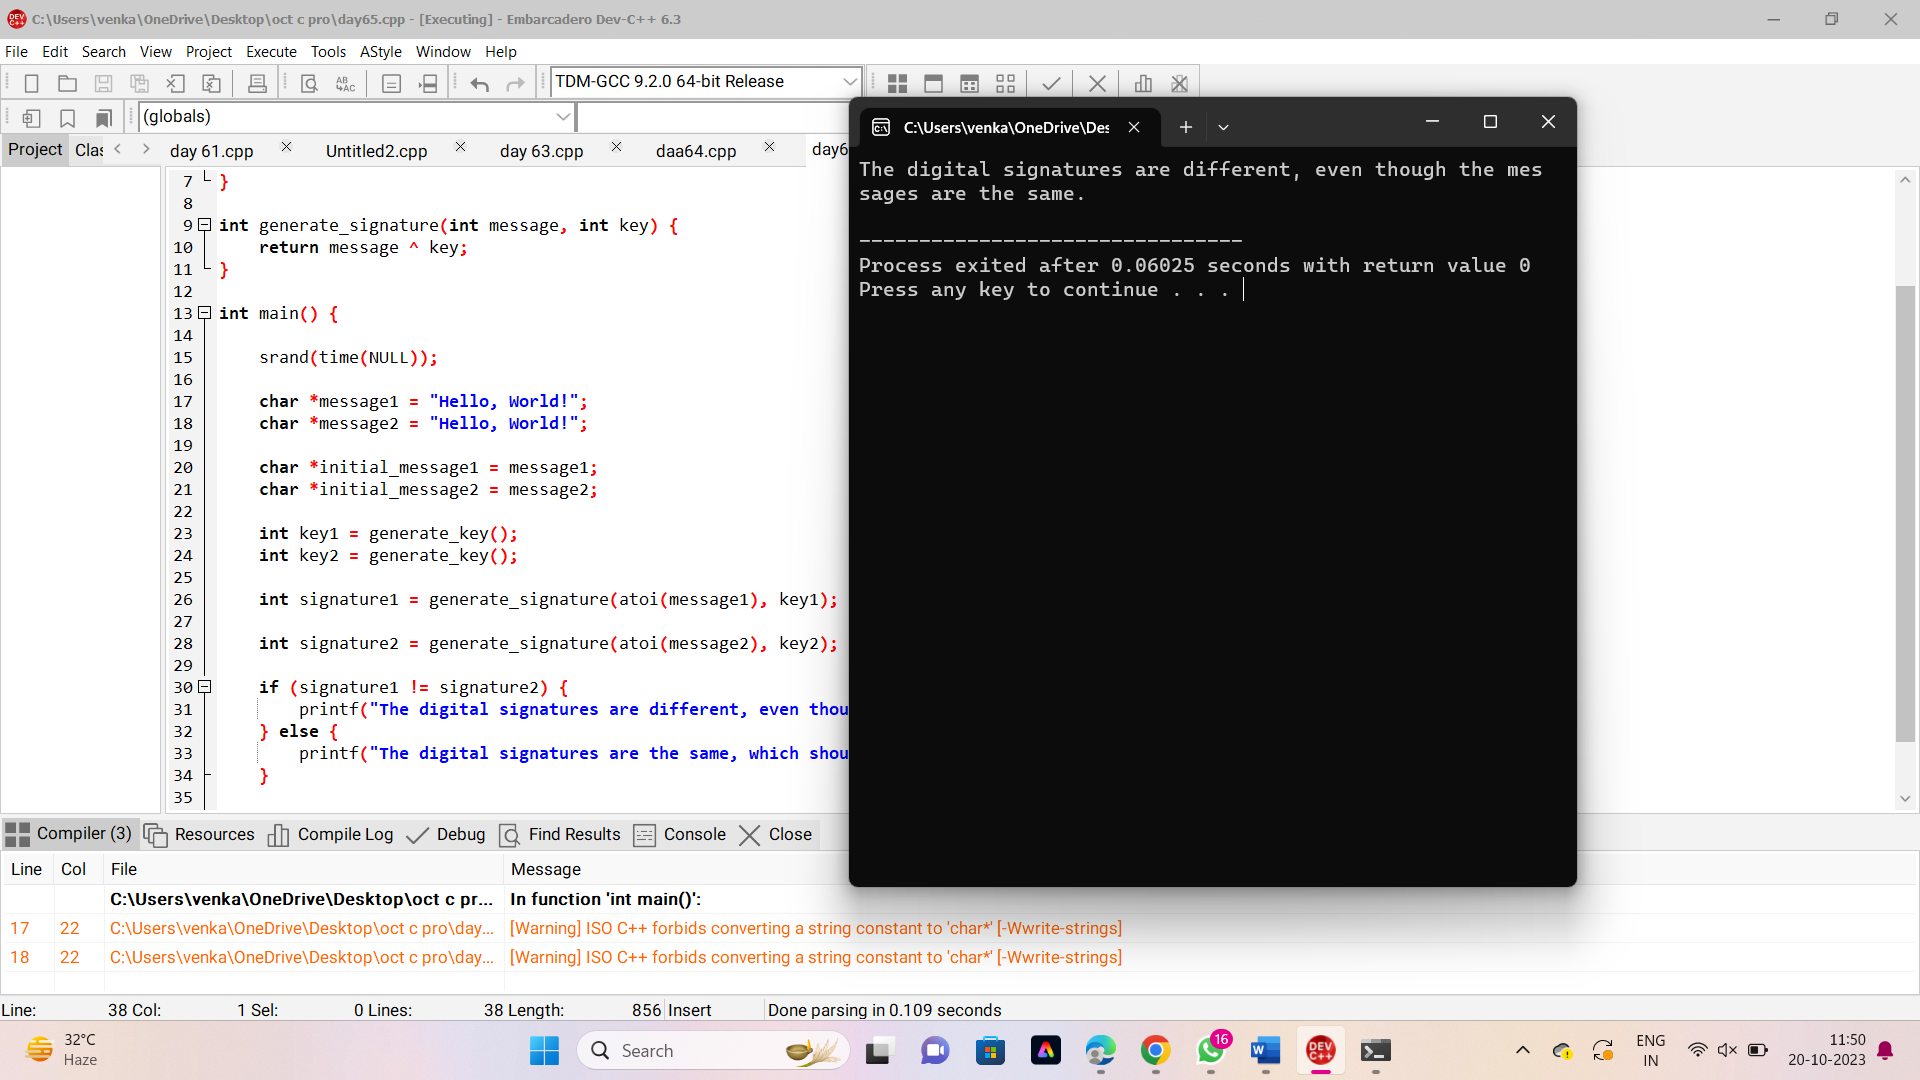 C:\Users\venka\OneDrive\Desktop\oct c pro\day65.cpp - [Executing] - Embarcadero Dev-C++ 6.3
File Edit Search View Project Execute Tools AStyle Window Help
TDM-GCC 9.2.0 64-bit Release
(globals)
Project Clas day 61.cpp Untitled2.cpp day 63.cpp daa64.cpp day6
7 }
8
9 int generate_signature(int message, int key) {
10 return message ^ key;
11 }
12
13 int main() {
14
15 srand(time(NULL));
16
17 char *message1 = "Hello, World!";
18 char *message2 = "Hello, World!";
19
20 char *initial_message1 = message1;
21 char *initial_message2 = message2;
22
23 int key1 = generate_key();
24 int key2 = generate_key();
25
26 int signature1 = generate_signature(atoi(message1), key1);
27
28 int signature2 = generate_signature(atoi(message2), key2);
29
30 if (signature1 != signature2) {
31 printf("The digital signatures are different, even thou
32 } else {
33 printf("The digital signatures are the same, which shou
34 }
35
C:\Users\venka\OneDrive\Des
The digital signatures are different, even though the mes
sages are the same.
--------------------------------
Process exited after 0.06025 seconds with return value 0
Press any key to continue . . .
Compiler (3) Resources Compile Log Debug Find Results Console Close
Line Col File Message
C:\Users\venka\OneDrive\Desktop\oct c pr... In function 'int main()':
17 22 C:\Users\venka\OneDrive\Desktop\oct c pro\day... [Warning] ISO C++ forbids converting a string constant to 'char*' [-Wwrite-strings]
18 22 C:\Users\venka\OneDrive\Desktop\oct c pro\day... [Warning] ISO C++ forbids converting a string constant to 'char*' [-Wwrite-strings]
Line: 38 Col: 1 Sel: 0 Lines: 38 Length: 856 Insert Done parsing in 0.109 seconds
32°C
Haze
Search
16
DEV C++
ENG
IN
11:50
20-10-2023